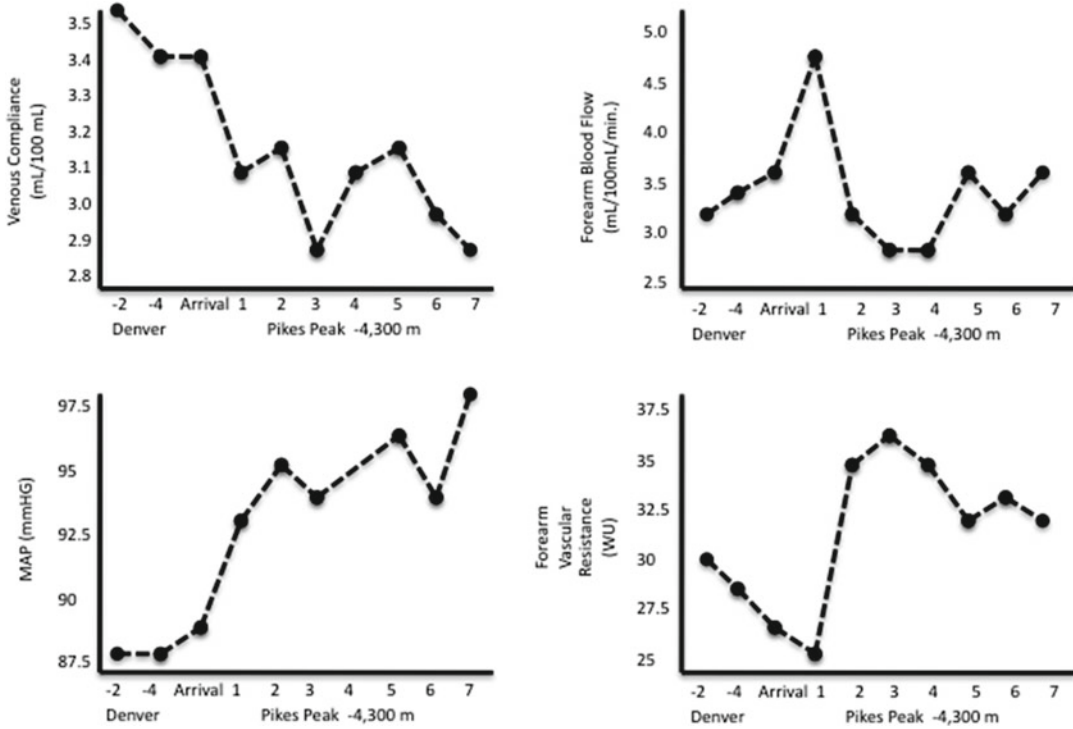 Venous Compliance
(mL/100 mL)
3.5
3.4
3.3
3.2
3.1
3.0
2.9
2.8
-2 -4 Arrival 1 2 3 4 5 6 7
Denver Pikes Peak -4,300 m
Forearm Blood Flow
(mL/100mL/min.)
5.0
4.5
4.0
3.5
3.0
2.5
-2 -4 Arrival 1 2 3 4 5 6 7
Denver Pikes Peak -4,300 m
MAP (mmHG)
97.5
95
92.5
90
87.5
-2 -4 Arrival 1 2 3 4 5 6 7
Denver Pikes Peak -4,300 m
Forearm
Vascular
Resistance
(WU)
37.5
35
32.5
30
27.5
25
-2 -4 Arrival 1 2 3 4 5 6 7
Denver Pikes Peak -4,300 m